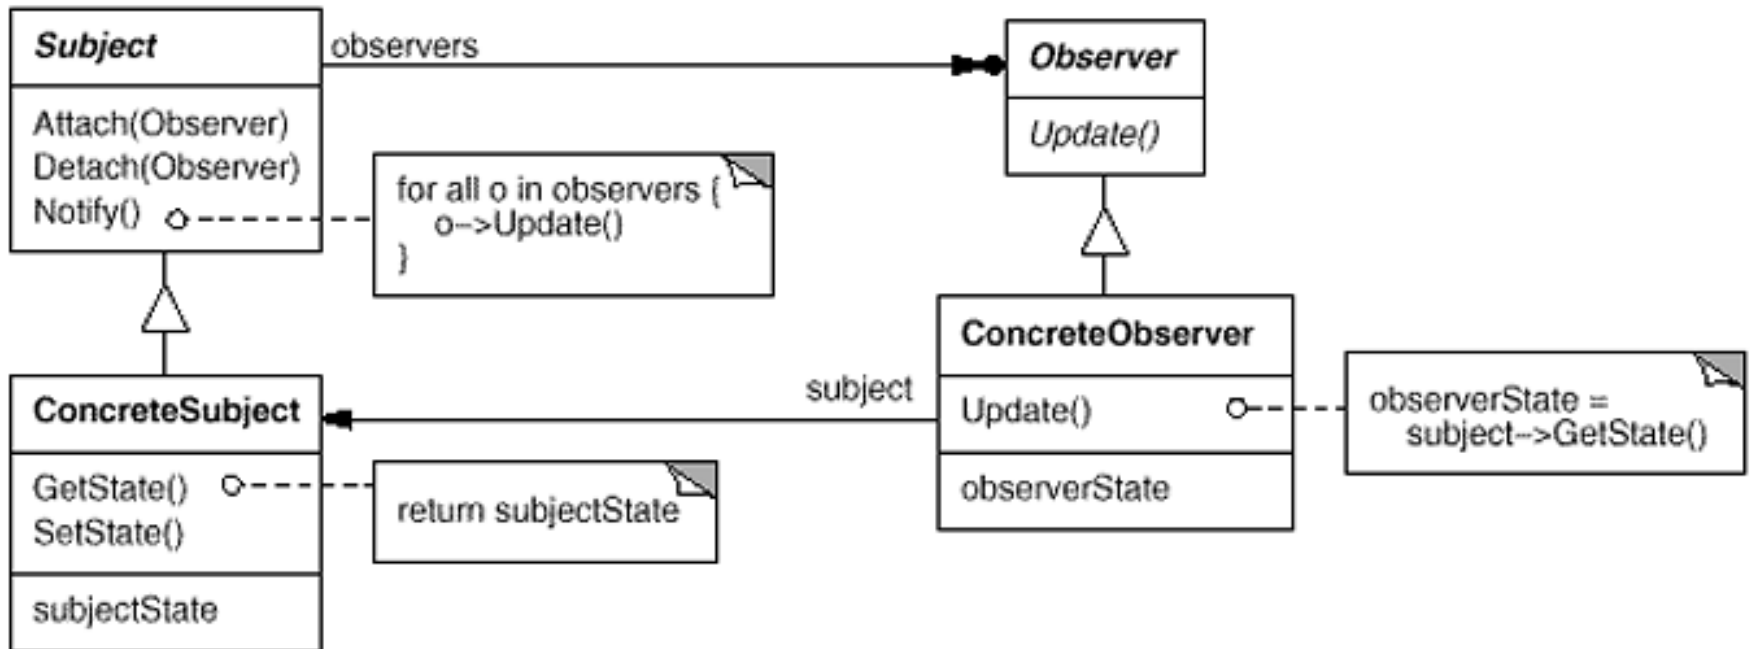 Subject
Attach(Observer)
Detach(Observer)
Notify()
observers
for all o in observers {
o->Update()
}
Observer
Update()
ConcreteSubject
GetState()
SetState()
subjectState
return subjectState
subject
ConcreteObserver
Update()
observerState
observerState =
subject->GetState()